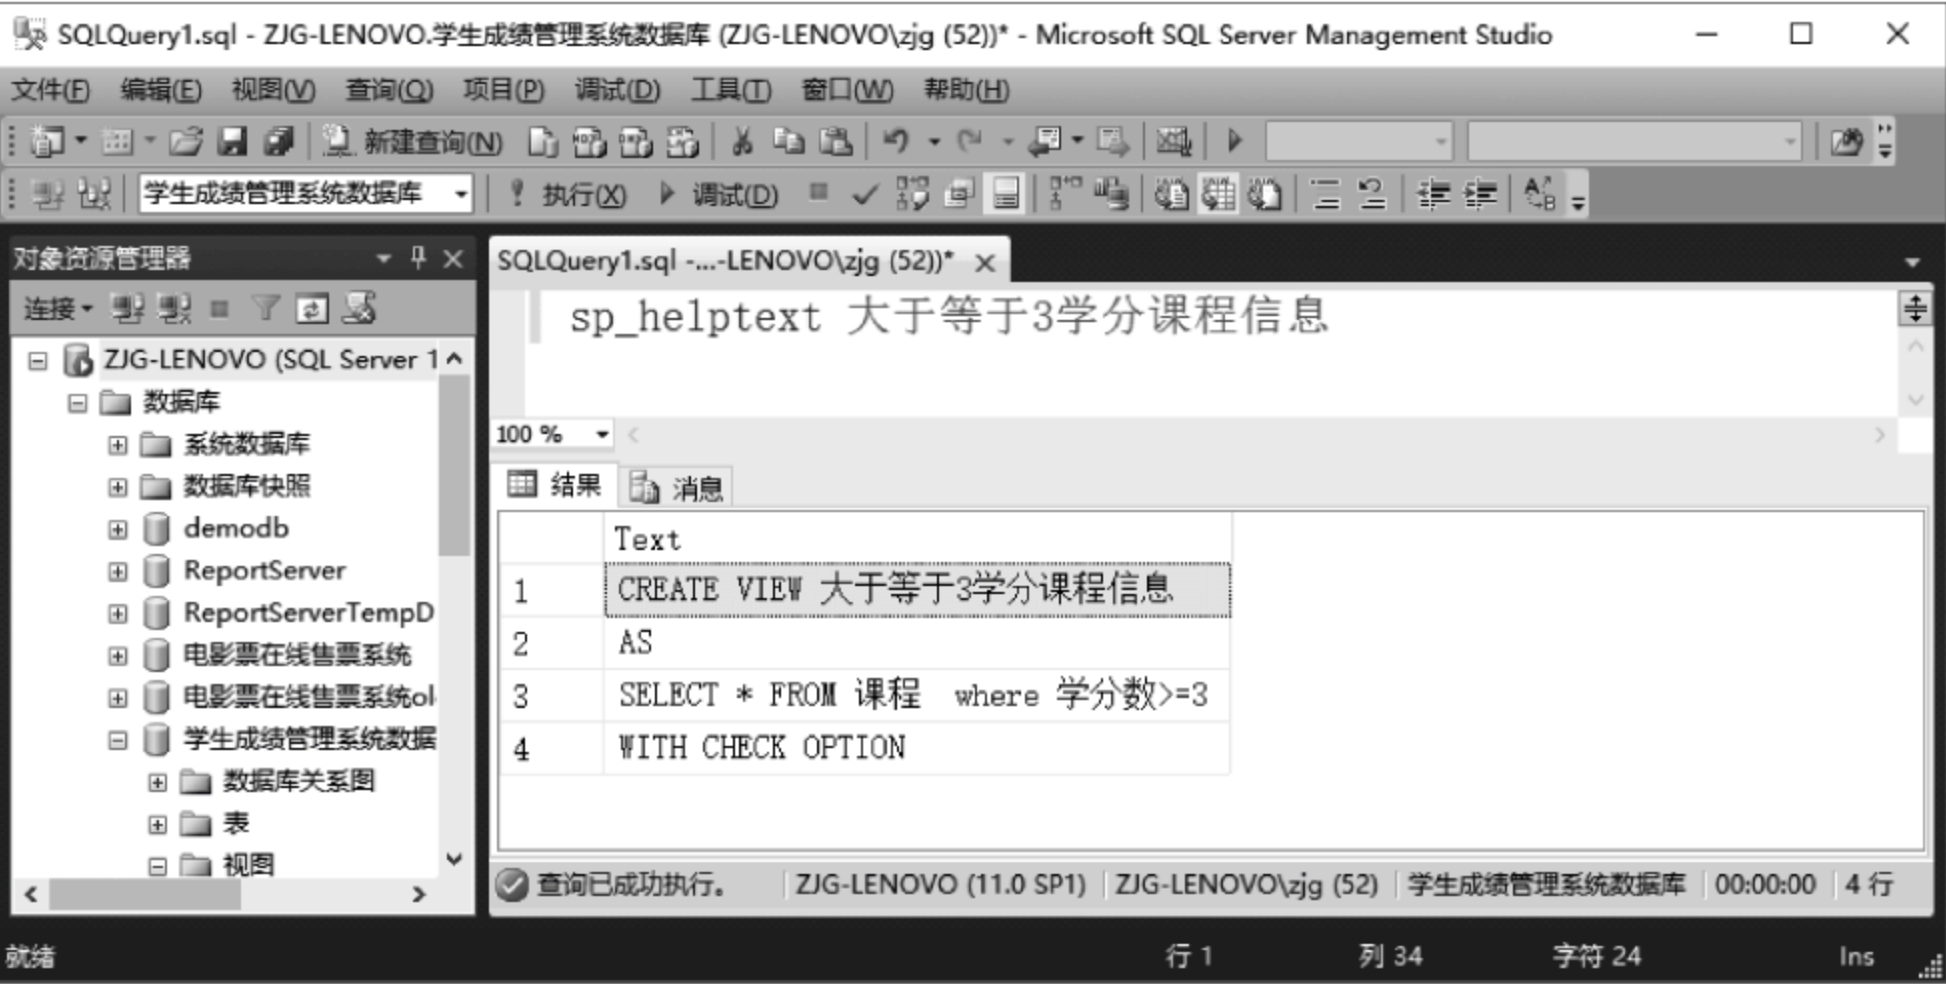 SQLQuery1.sql - ZJG-LENOVO.学生成绩管理系统数据库 (ZJG-LENOVO\zjg (52))* - Microsoft SQL Server Management Studio
文件(F) 编辑(E) 视图(V) 查询(Q) 项目(P) 调试(D) 工具(T) 窗口(W) 帮助(H)
新建查询(N)
学生成绩管理系统数据库 执行(X) 调试(D)
对象资源管理器
连接
ZJG-LENOVO (SQL Server 1
数据库
系统数据库
数据库快照
demodb
ReportServer
ReportServerTempD
电影票在线售票系统
电影票在线售票系统ol
学生成绩管理系统数据
数据库关系图
表
视图
SQLQuery1.sql -...-LENOVO\zjg (52))*
sp_helptext 大于等于3学分课程信息
100 %
结果 消息
Text
1 CREATE VIEW 大于等于3学分课程信息
2 AS
3 SELECT * FROM 课程 where 学分数>=3
4 WITH CHECK OPTION
查询已成功执行。 ZJG-LENOVO (11.0 SP1) ZJG-LENOVO\zjg (52) 学生成绩管理系统数据库 00:00:00 4 行
就绪 行 1 列 34 字符 24 Ins